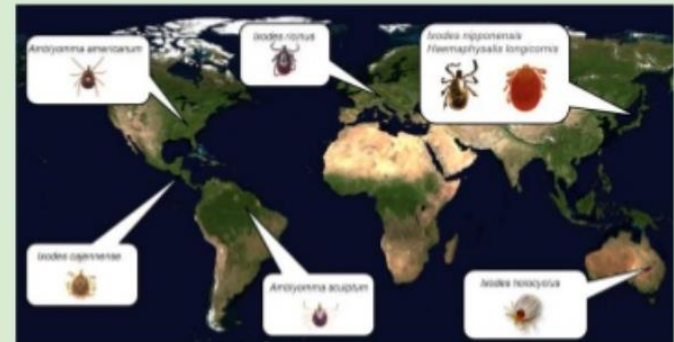 Amblyomma americanum
Ixodes ricinus
Ixodes nipponensis
Haemaphysalis longicornis
Ixodes cajennense
Amblyomma sculptum
Ixodes holocyclus